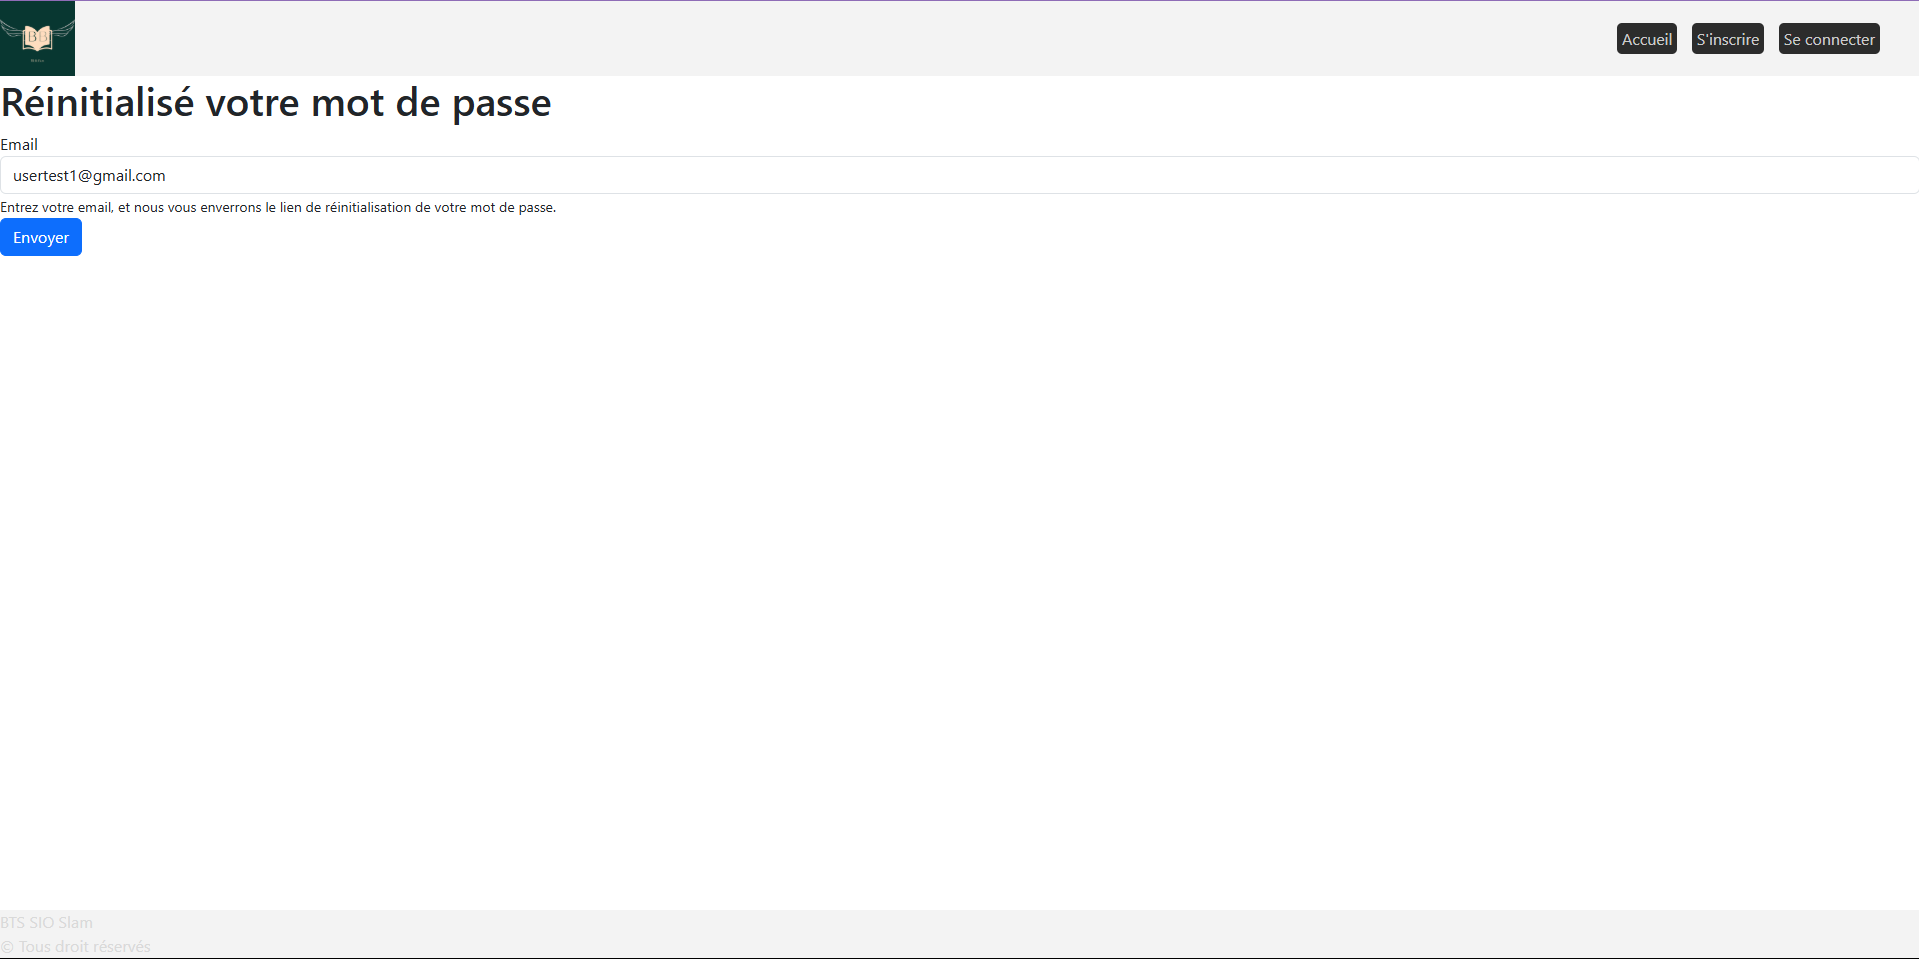 BB
Accueil
S'inscrire
Se connecter
Réinitialisé votre mot de passe
Email
usertest1@gmail.com
Entrez votre email, et nous vous enverrons le lien de réinitialisation de votre mot de passe.
Envoyer
BTS SIO Slam
© Tous droit réservés